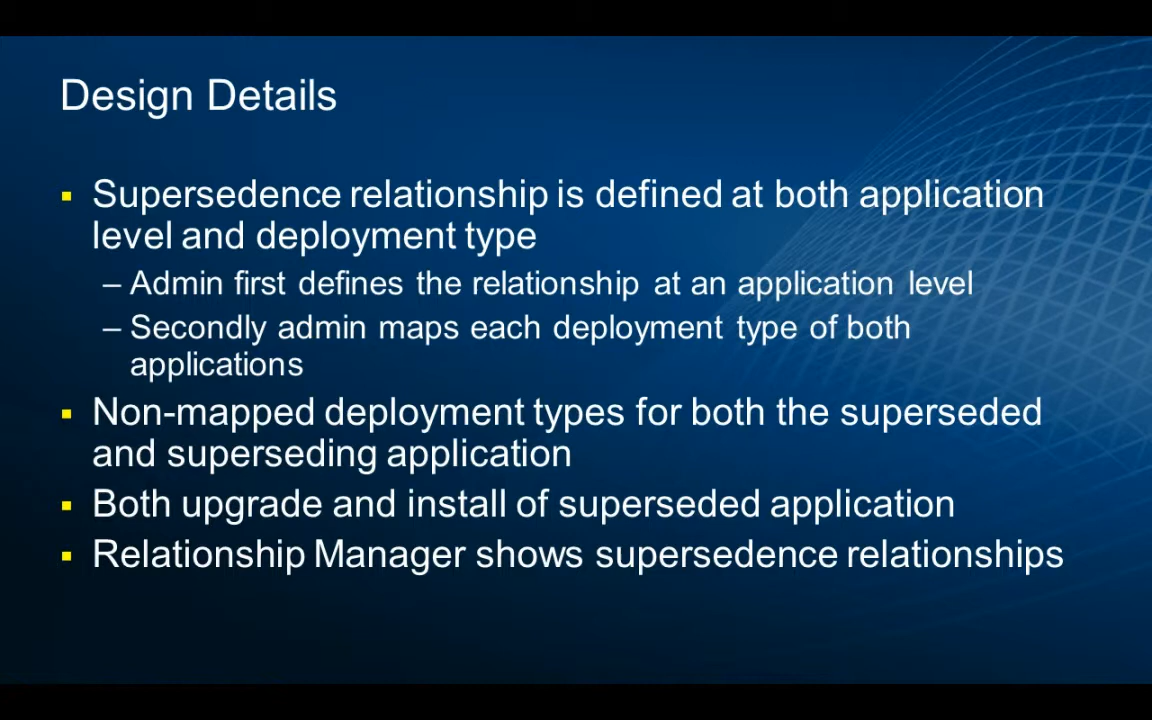 Design Details
▪ Supersedence relationship is defined at both application
level and deployment type
– Admin first defines the relationship at an application level
– Secondly admin maps each deployment type of both
applications
▪ Non-mapped deployment types for both the superseded
and superseding application
▪ Both upgrade and install of superseded application
▪ Relationship Manager shows supersedence relationships